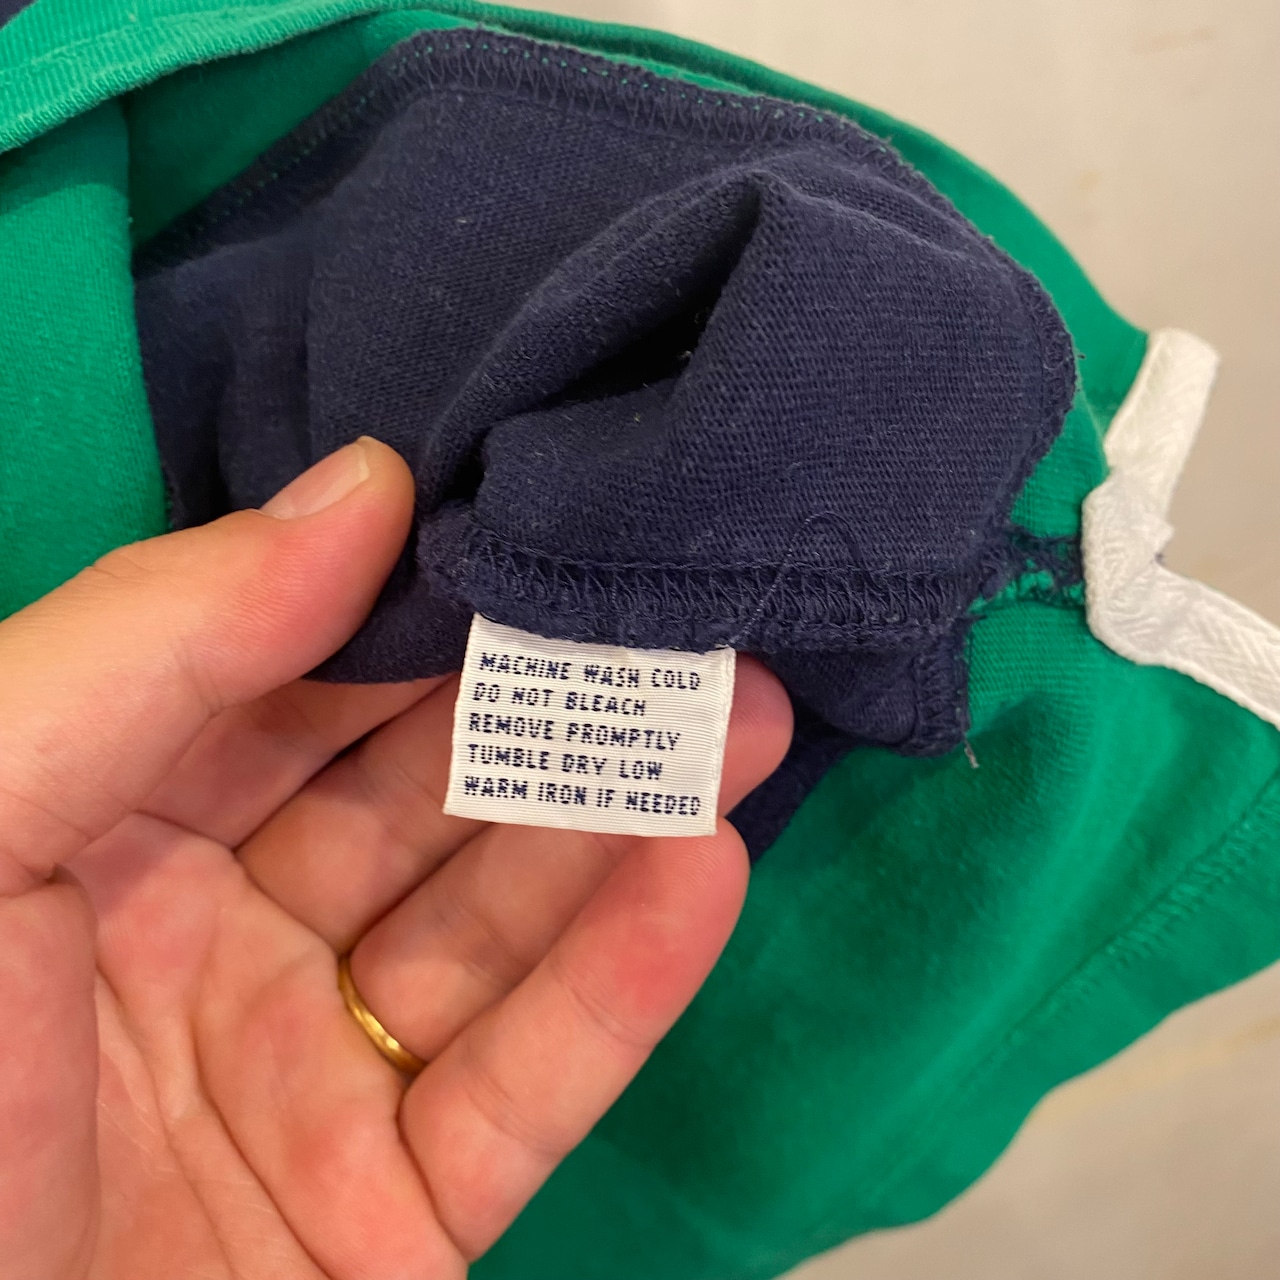 MACHINE WASH COLD
DO NOT BLEACH
REMOVE PROMPTLY
TUMBLE DRY LOW
WARM IRON IF NEEDED